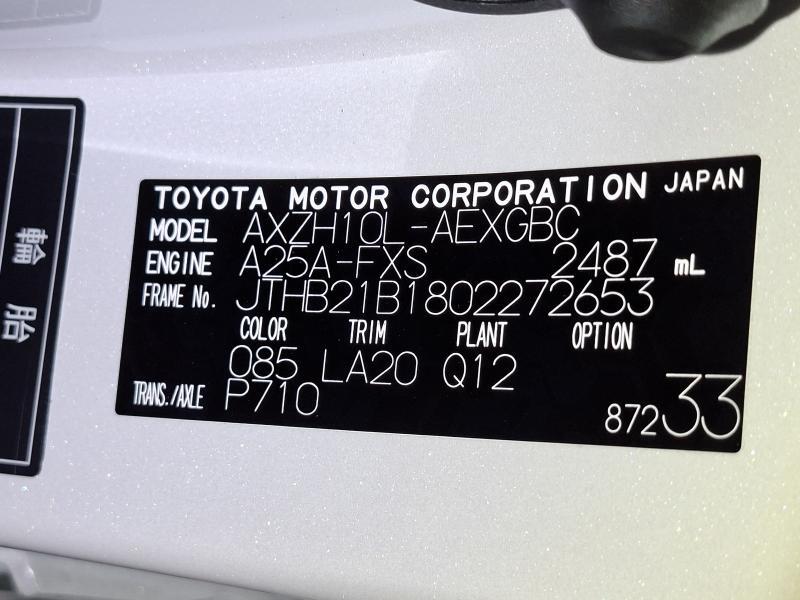 TOYOTA MOTOR CORPORATION JAPAN
MODEL AXZH10L-AEXGBC
ENGINE A25A-FXS 2487 mL
FRAME No. JTHB21B1802272653
COLOR TRIM PLANT OPTION
085 LA20 Q12
TRANS./AXLE P710
87233
輪胎